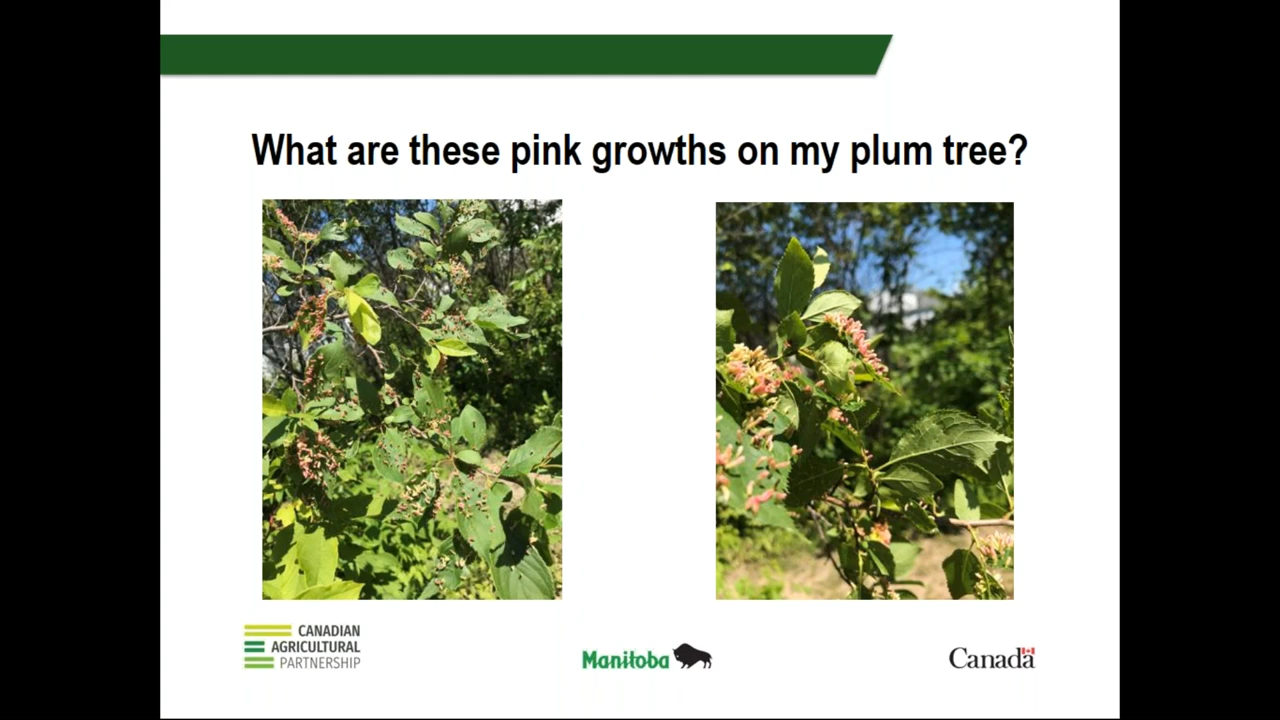 What are these pink growths on my plum tree?
CANADIAN
AGRICULTURAL
PARTNERSHIP
Manitoba
Canada